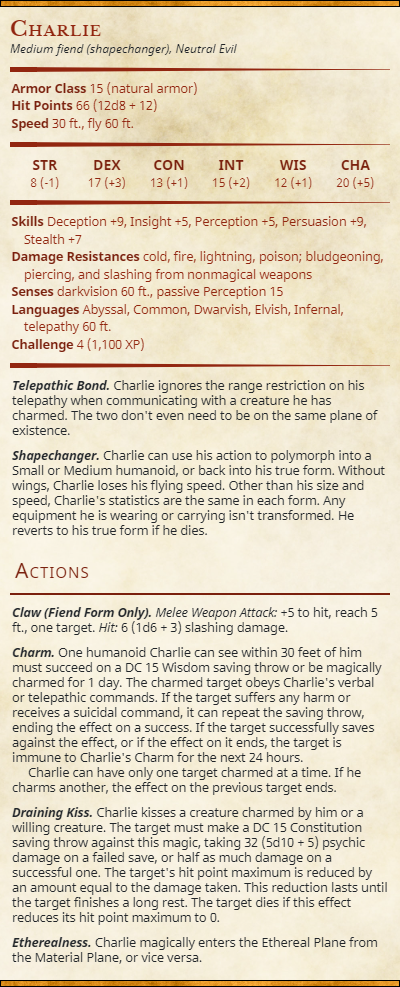 Charlie
Medium fiend (shapechanger), Neutral Evil
Armor Class 15 (natural armor)
Hit Points 66 (12d8 + 12)
Speed 30 ft., fly 60 ft.
STR DEX CON INT WIS CHA
8 (-1) 17 (+3) 13 (+1) 15 (+2) 12 (+1) 20 (+5)
Skills Deception +9, Insight +5, Perception +5, Persuasion +9,
Stealth +7
Damage Resistances cold, fire, lightning, poison; bludgeoning,
piercing, and slashing from nonmagical weapons
Senses darkvision 60 ft., passive Perception 15
Languages Abyssal, Common, Dwarvish, Elvish, Infernal,
telepathy 60 ft.
Challenge 4 (1,100 XP)
Telepathic Bond. Charlie ignores the range restriction on his
telepathy when communicating with a creature he has
charmed. The two don't even need to be on the same plane of
existence.
Shapechanger. Charlie can use his action to polymorph into a
Small or Medium humanoid, or back into his true form. Without
wings, Charlie loses his flying speed. Other than his size and
speed, Charlie's statistics are the same in each form. Any
equipment he is wearing or carrying isn't transformed. He
reverts to his true form if he dies.
Actions
Claw (Fiend Form Only). Melee Weapon Attack: +5 to hit, reach 5
ft., one target. Hit: 6 (1d6 + 3) slashing damage.
Charm. One humanoid Charlie can see within 30 feet of him
must succeed on a DC 15 Wisdom saving throw or be magically
charmed for 1 day. The charmed target obeys Charlie's verbal
or telepathic commands. If the target suffers any harm or
receives a suicidal command, it can repeat the saving throw,
ending the effect on a success. If the target successfully saves
against the effect, or if the effect on it ends, the target is
immune to Charlie's Charm for the next 24 hours.
Charlie can have only one target charmed at a time. If he
charms another, the effect on the previous target ends.
Draining Kiss. Charlie kisses a creature charmed by him or a
willing creature. The target must make a DC 15 Constitution
saving throw against this magic, taking 32 (5d10 + 5) psychic
damage on a failed save, or half as much damage on a
successful one. The target's hit point maximum is reduced by
an amount equal to the damage taken. This reduction lasts until
the target finishes a long rest. The target dies if this effect
reduces its hit point maximum to 0.
Etherealness. Charlie magically enters the Ethereal Plane from
the Material Plane, or vice versa.